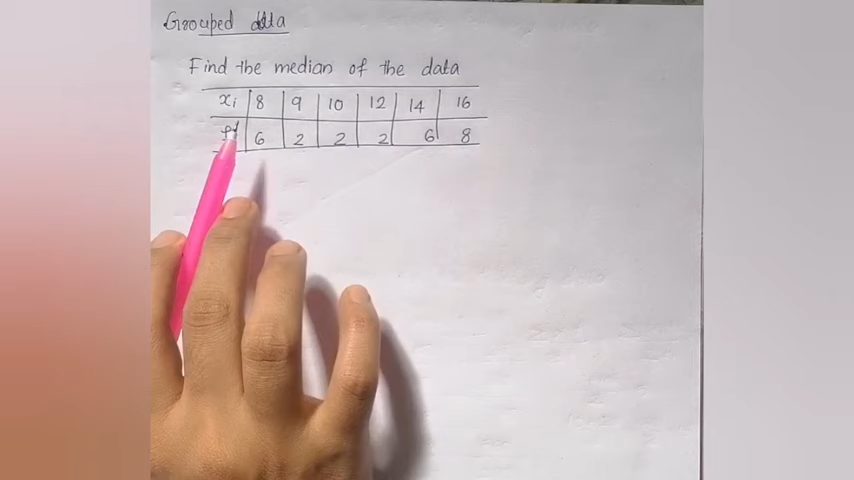 Grouped data
Find the median of the data
xi 8 9 10 12 14 16
6 2 2 2 6 8